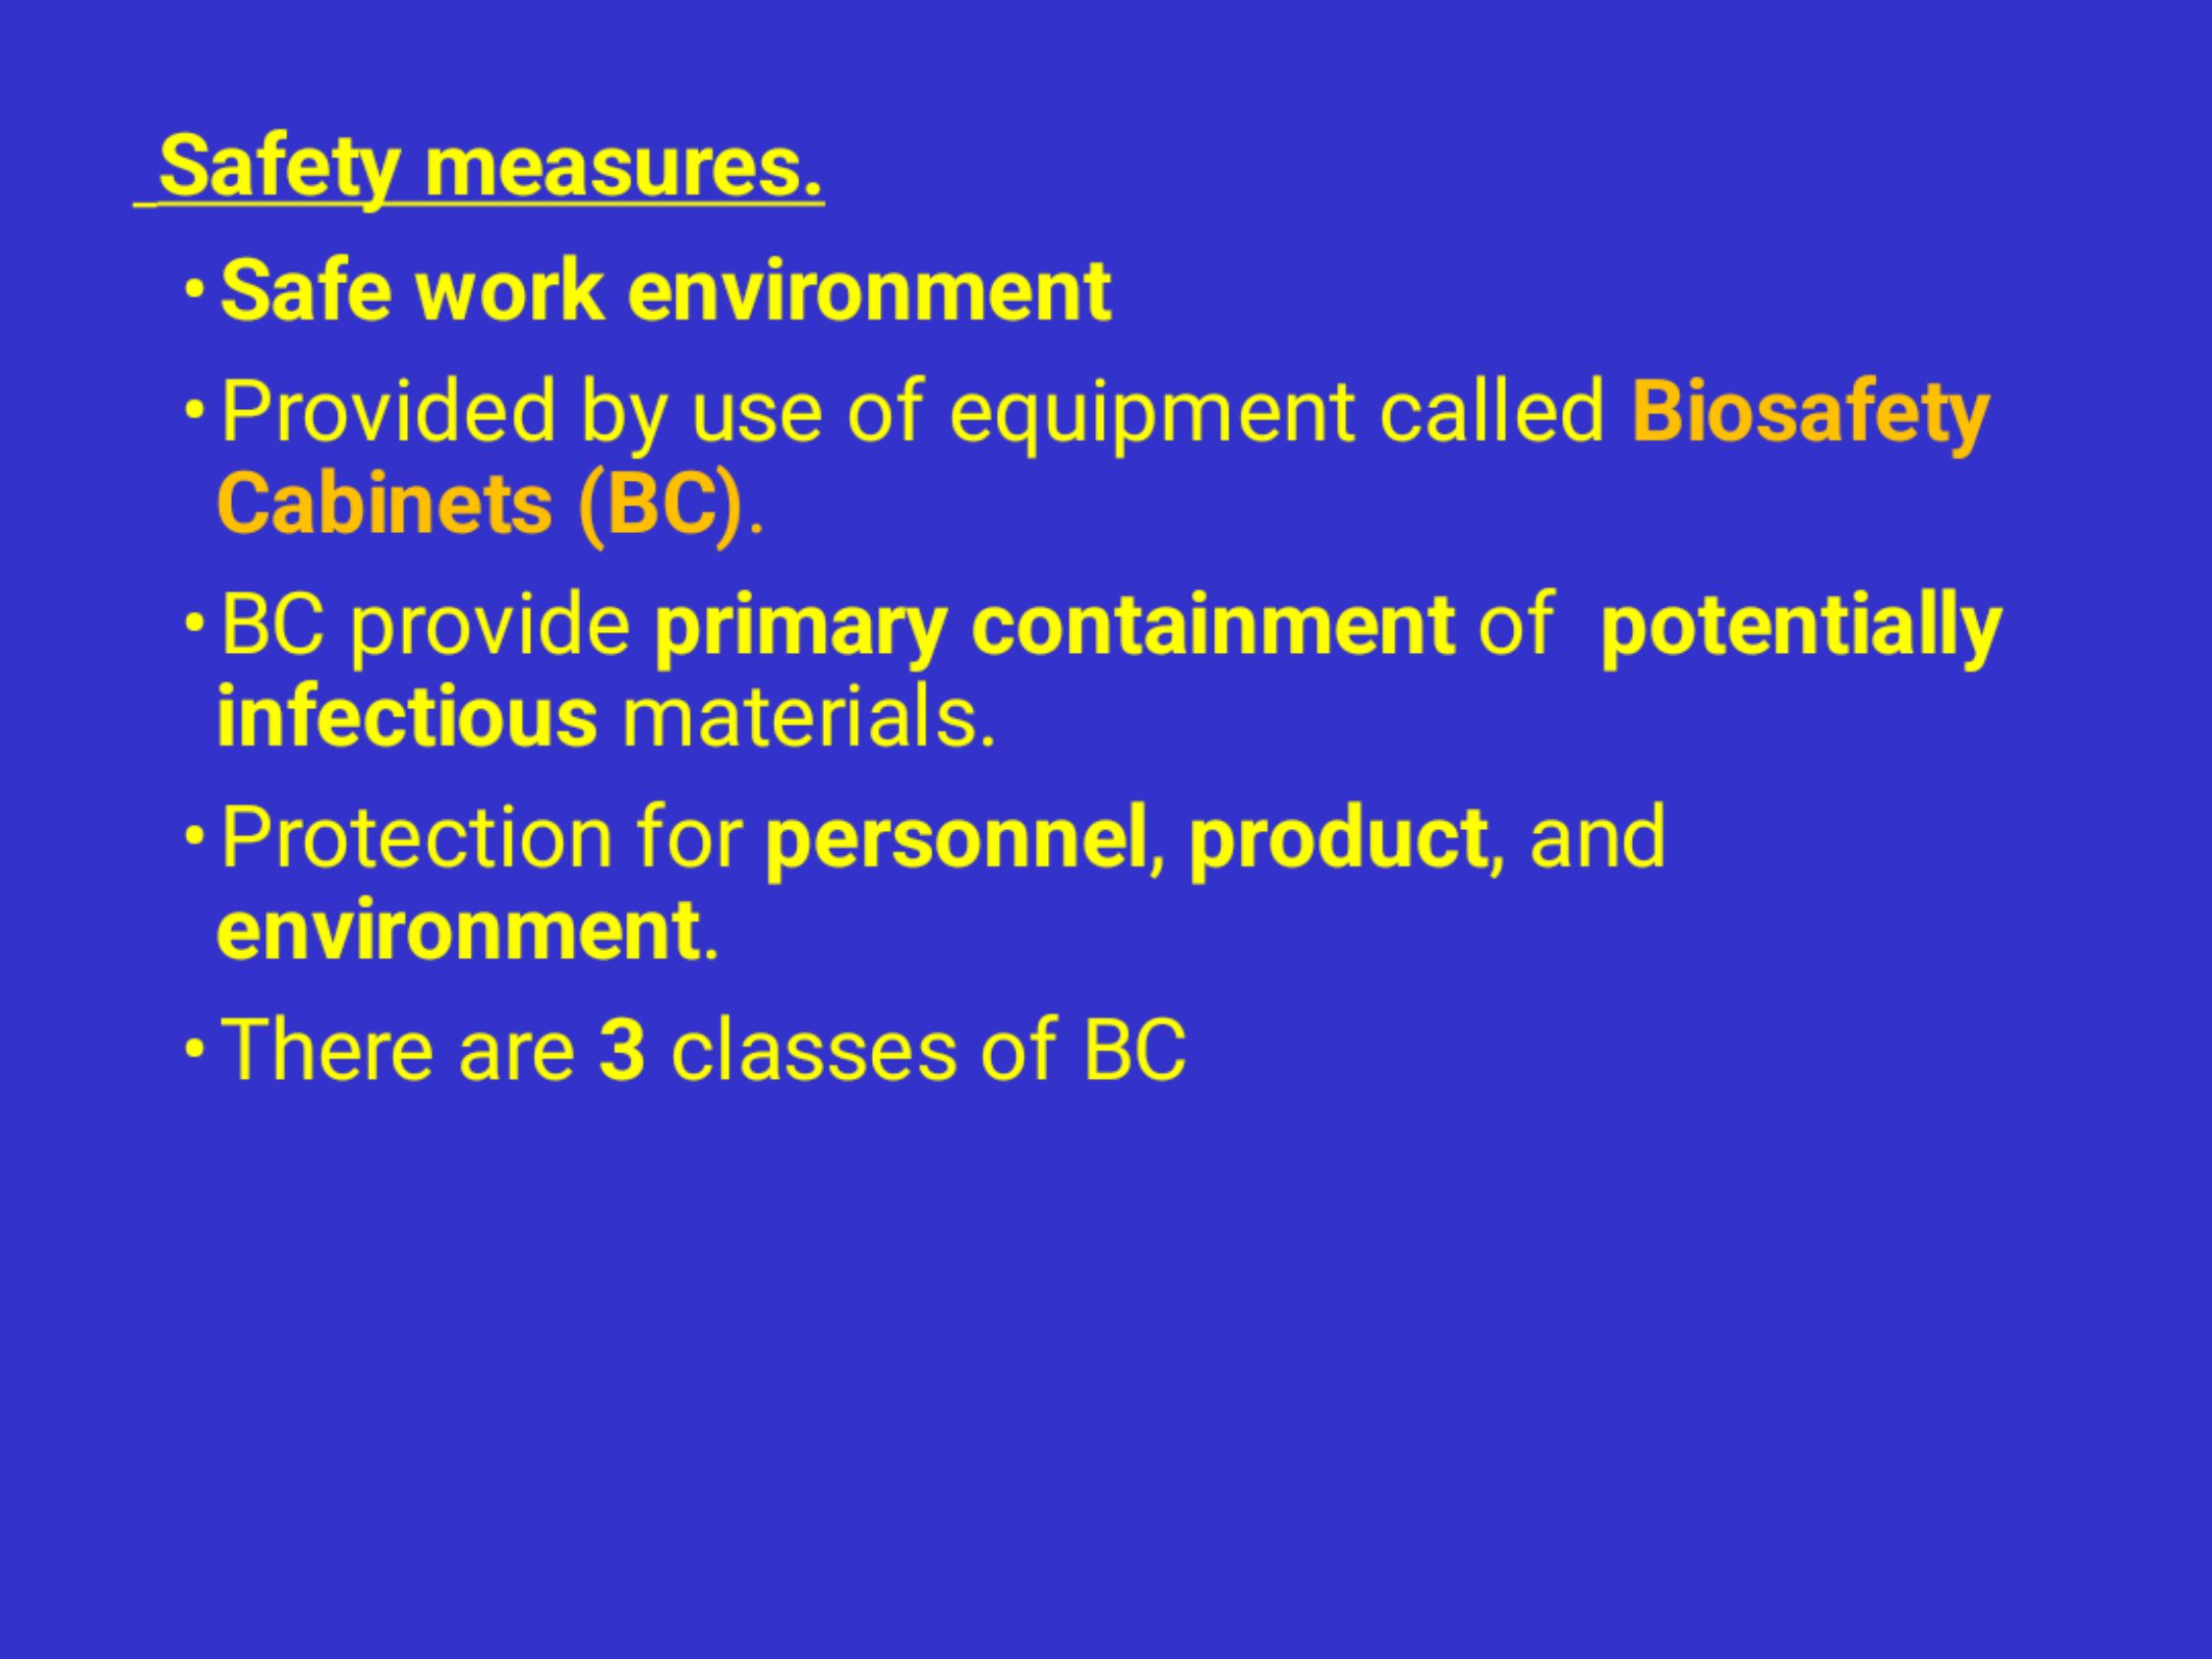 Safety measures.
• Safe work environment
• Provided by use of equipment called Biosafety
Cabinets (BC).
• BC provide primary containment of  potentially
infectious materials.
• Protection for personnel, product, and
environment.
• There are 3 classes of BC